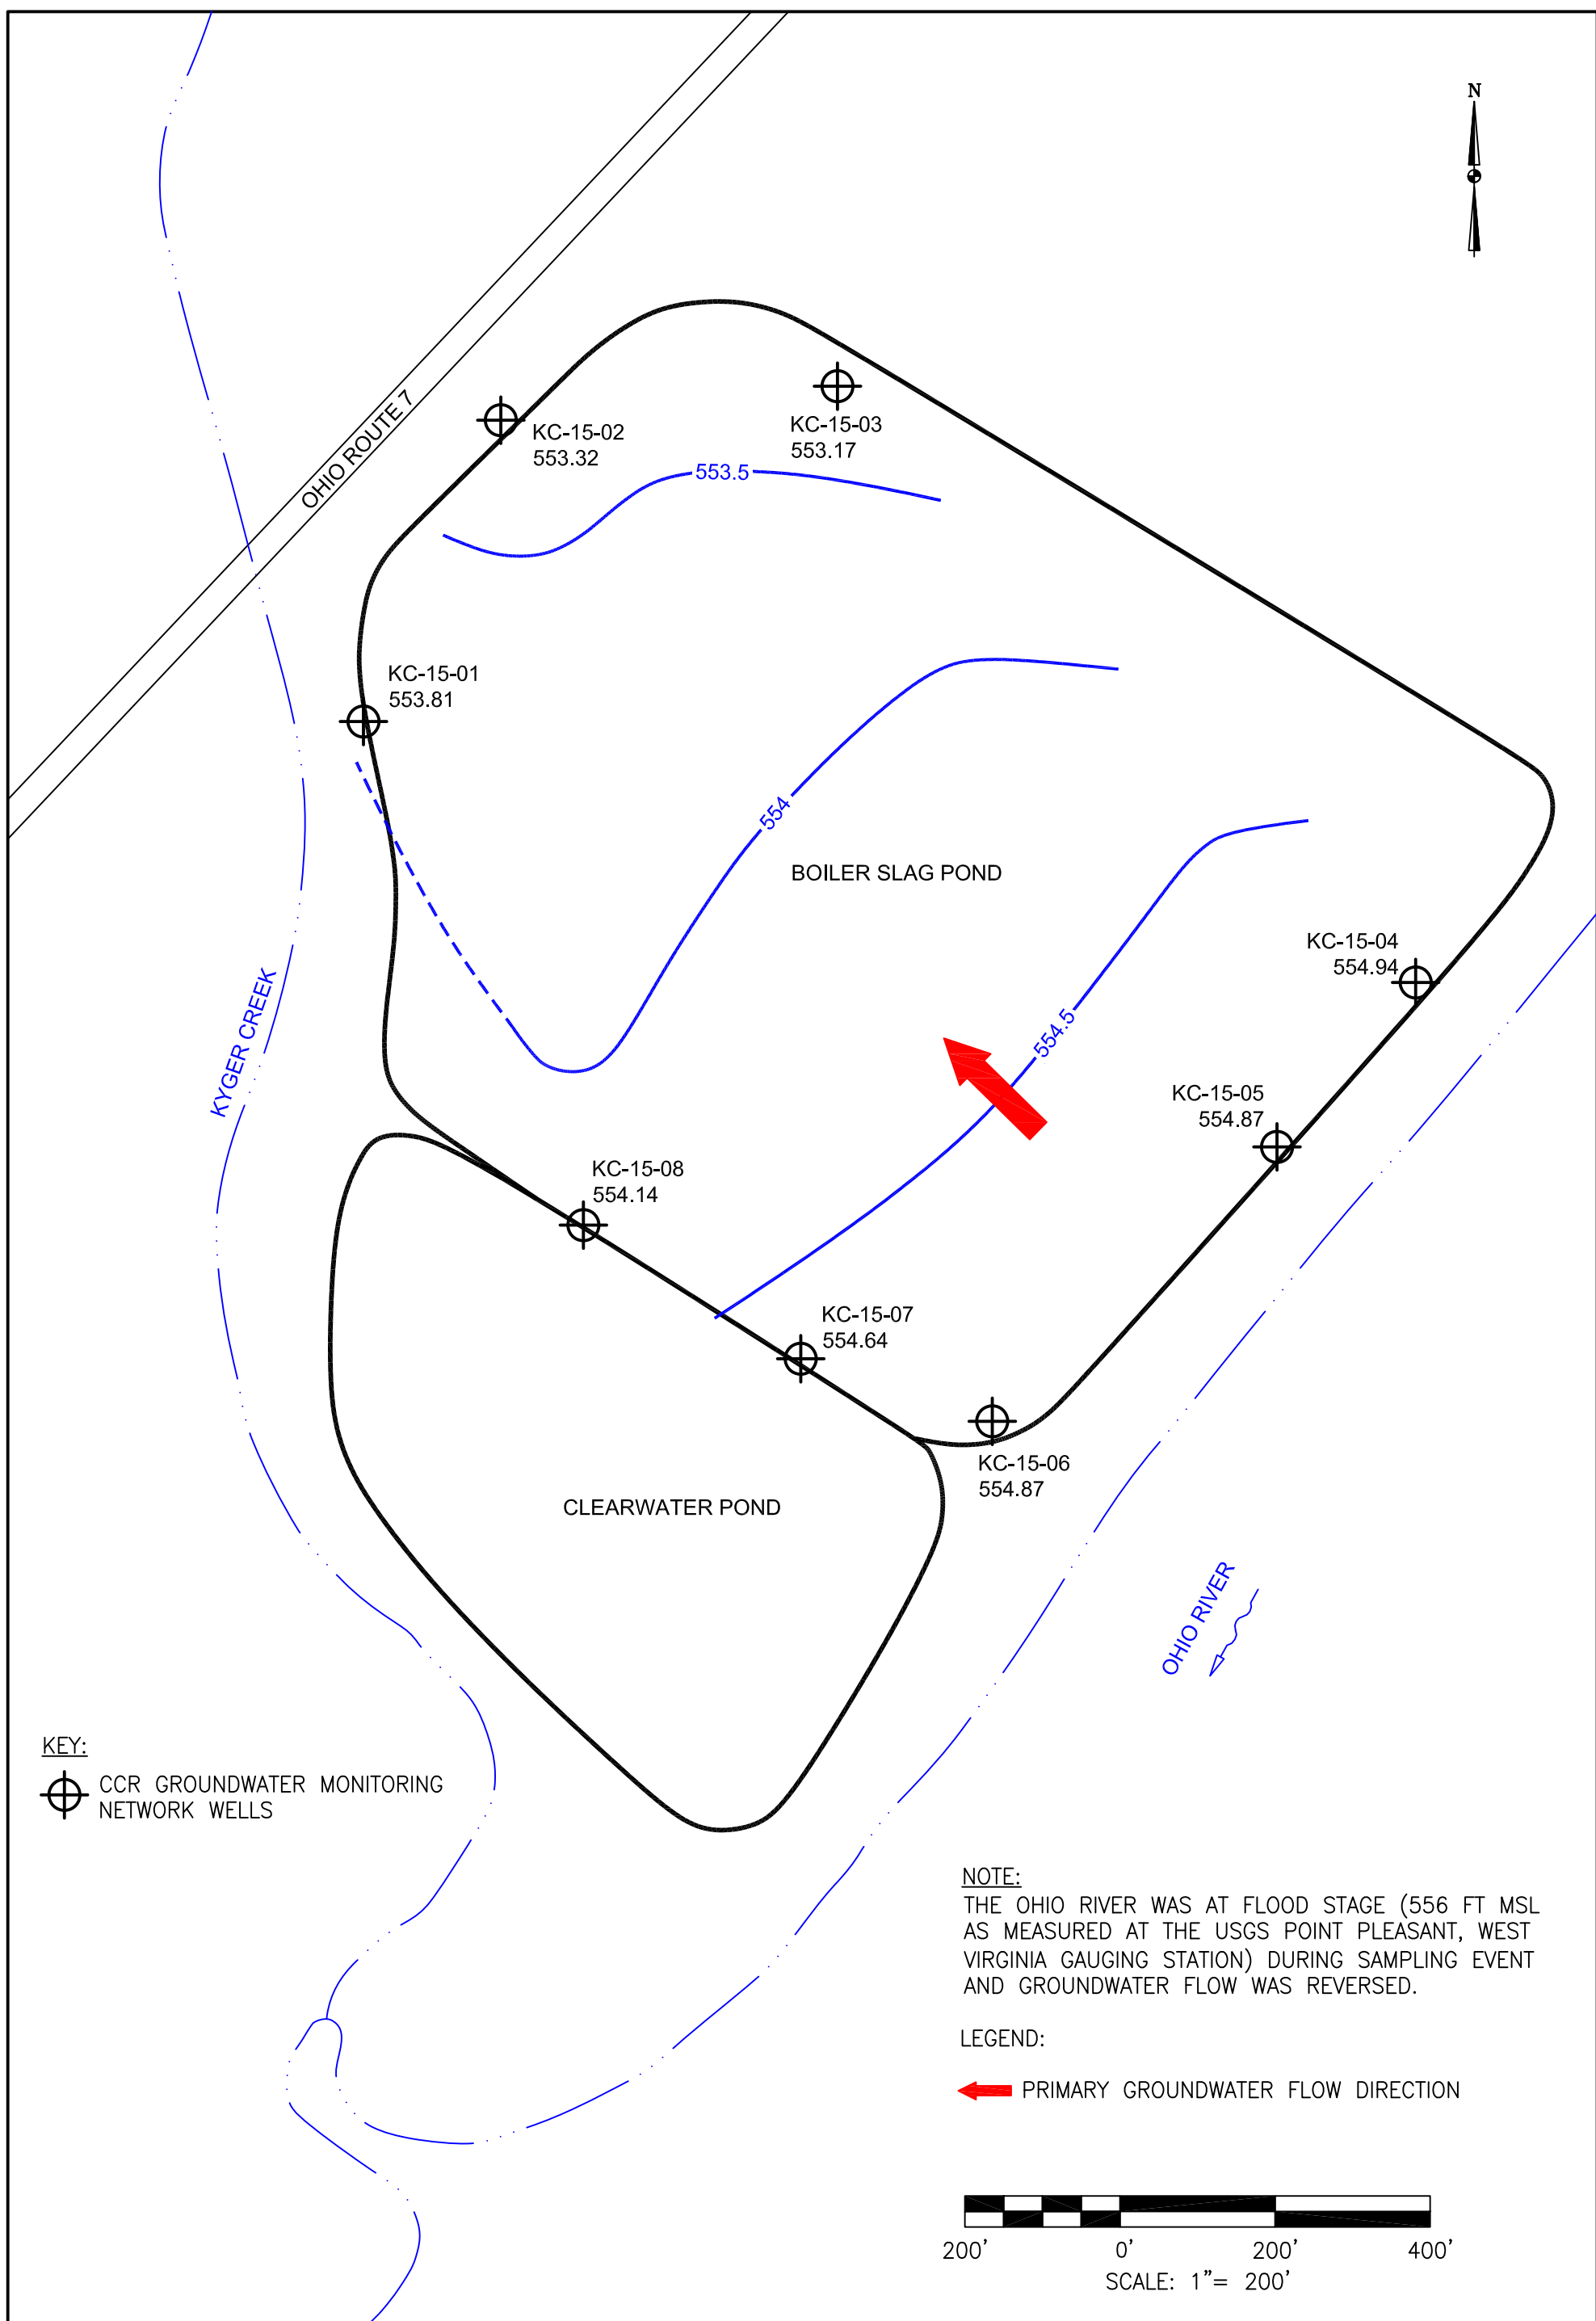 N
OHIO ROUTE 7
KC-15-02
553.32
KC-15-03
553.17
553.5
KC-15-01
553.81
554
BOILER SLAG POND
KC-15-04
554.94
KYGER CREEK
554.5
KC-15-05
554.87
KC-15-08
554.14
KC-15-07
554.64
KC-15-06
554.87
CLEARWATER POND
OHIO RIVER
KEY:
CCR GROUNDWATER MONITORING
NETWORK WELLS
NOTE:
THE OHIO RIVER WAS AT FLOOD STAGE (556 FT MSL
AS MEASURED AT THE USGS POINT PLEASANT, WEST
VIRGINIA GAUGING STATION) DURING SAMPLING EVENT
AND GROUNDWATER FLOW WAS REVERSED.
LEGEND:
PRIMARY GROUNDWATER FLOW DIRECTION
200' 0' 200' 400'
SCALE: 1"= 200'